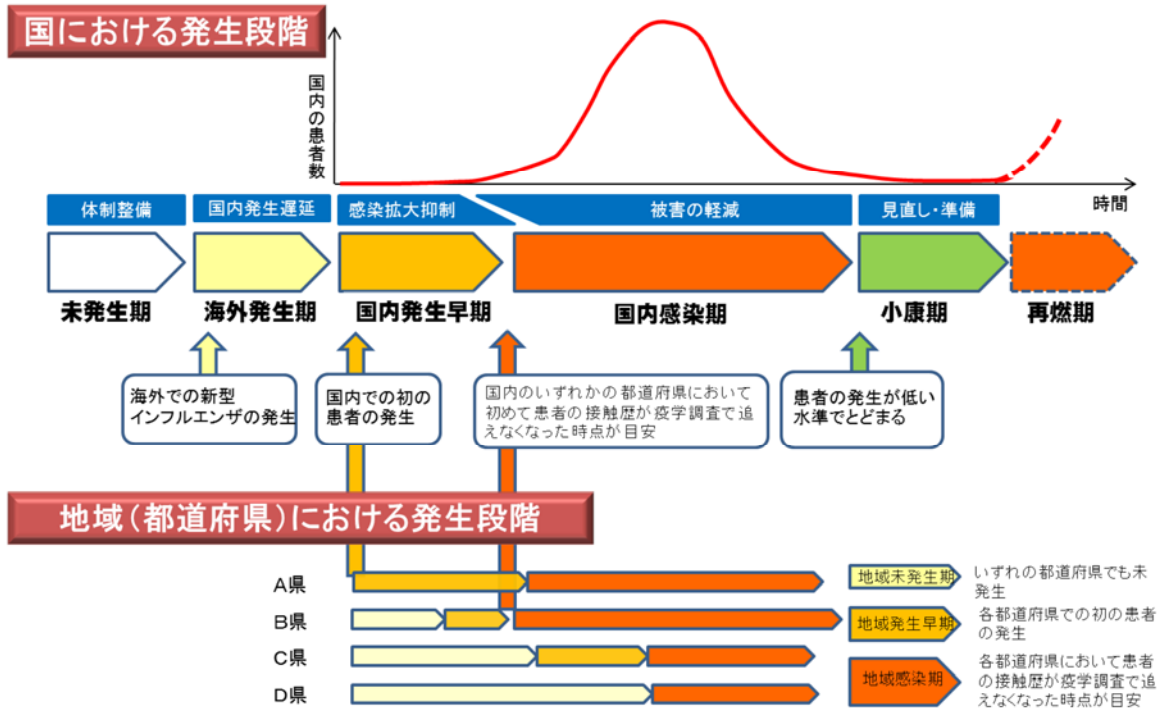 国における発生段階
国内の患者数
時間
体制整備
国内発生遅延
感染拡大抑制
被害の軽減
見直し・準備
未発生期
海外発生期
国内発生早期
国内感染期
小康期
再燃期
海外での新型
インフルエンザの発生
国内での初の
患者の発生
国内のいずれかの都道府県において
初めて患者の接触歴が疫学調査で追
えなくなった時点が目安
患者の発生が低い
水準でとどまる
地域(都道府県)における発生段階
A県
B県
C県
D県
地域未発生期
いずれの都道府県でも未
発生
地域発生早期
各都道府県での初の患者
の発生
地域感染期
各都道府県において患者
の接触歴が疫学調査で追
えなくなった時点が目安